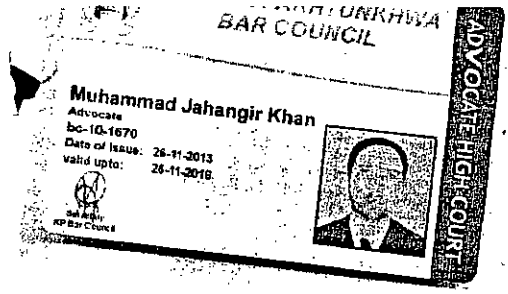 BAR COUNCIL
ADVOCATE HIGH COURT
Muhammad Jahangir Khan
Advocate
bc-10-1670
Date of Issue: 26-11-2013
Valid upto: 26-11-2018
Secretary
KP Bar Council